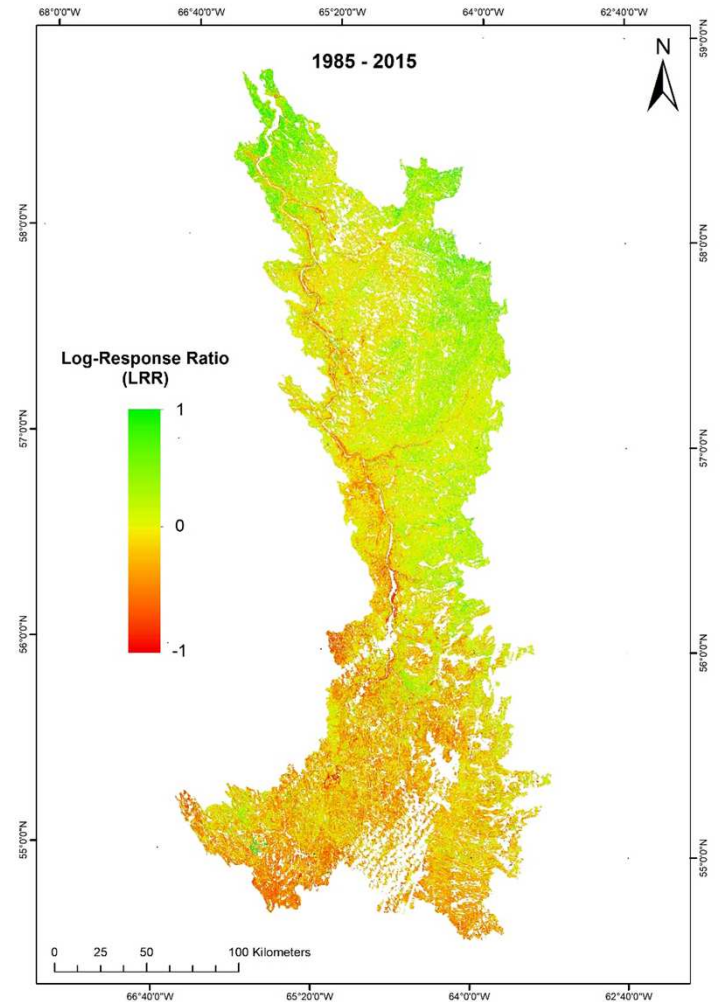 68°0'0"W 66°40'0"W 65°20'0"W 64°0'0"W 62°40'0"W
59°0'0"N
1985 - 2015
N
58°0'0"N
58°0'0"N
Log-Response Ratio
(LRR)
1
0
-1
57°0'0"N
57°0'0"N
56°0'0"N
56°0'0"N
55°0'0"N
55°0'0"N
0 25 50 100 Kilometers
66°40'0"W 65°20'0"W 64°0'0"W 62°40'0"W